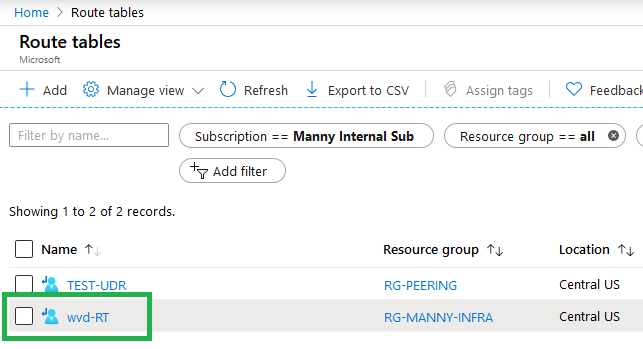 Home > Route tables
Route tables
Microsoft
Add Manage view Refresh Export to CSV Assign tags Feedback
Filter by name... Subscription == Manny Internal Sub Resource group == all
Add filter
Showing 1 to 2 of 2 records.
Name Resource group Location
TEST-UDR RG-PEERING Central US
wvd-RT RG-MANNY-INFRA Central US